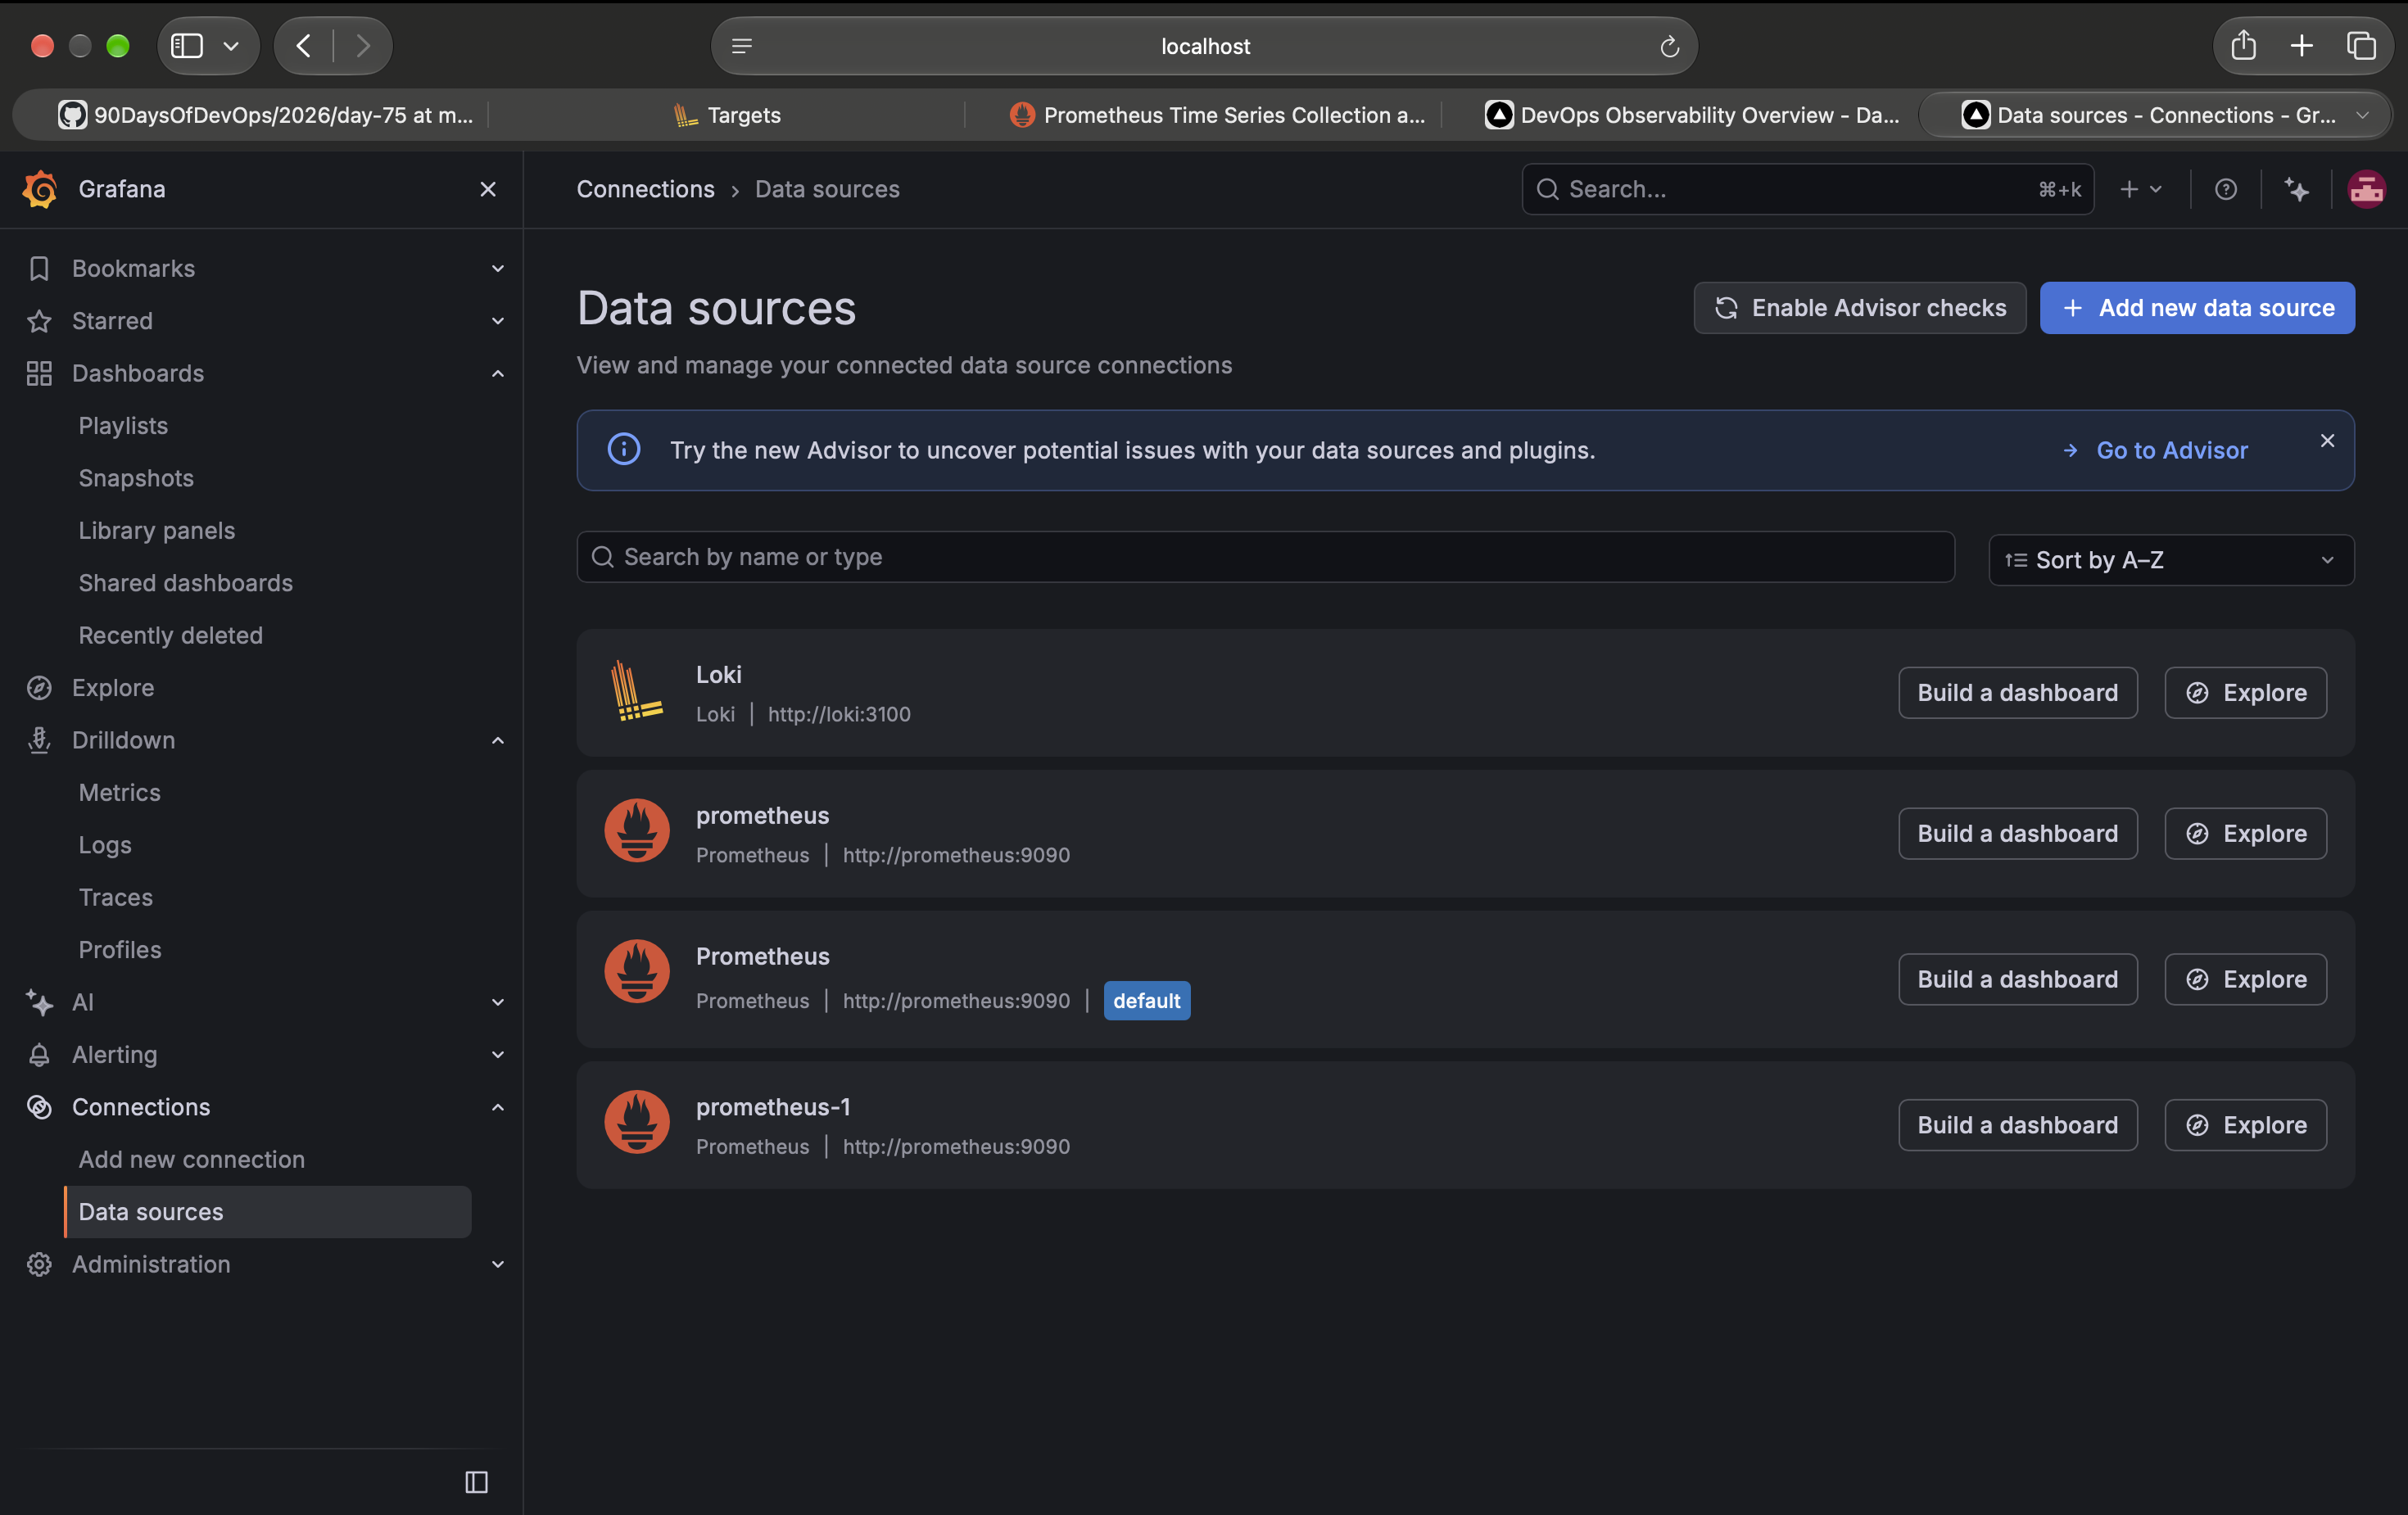 localhost
90DaysOfDevOps/2026/day-75 at m...
Targets
Prometheus Time Series Collection a...
DevOps Observability Overview - Da...
Data sources - Connections - Gr...
Grafana
Connections › Data sources
Search...
⌘+k
Bookmarks
Starred
Dashboards
Playlists
Snapshots
Library panels
Shared dashboards
Recently deleted
Explore
Drilldown
Metrics
Logs
Traces
Profiles
AI
Alerting
Connections
Add new connection
Data sources
Administration
Data sources
Enable Advisor checks
+ Add new data source
View and manage your connected data source connections
Try the new Advisor to uncover potential issues with your data sources and plugins.
Go to Advisor
Search by name or type
Sort by A–Z
Loki
Loki | http://loki:3100
Build a dashboard
Explore
prometheus
Prometheus | http://prometheus:9090
Build a dashboard
Explore
Prometheus
Prometheus | http://prometheus:9090 | default
Build a dashboard
Explore
prometheus-1
Prometheus | http://prometheus:9090
Build a dashboard
Explore